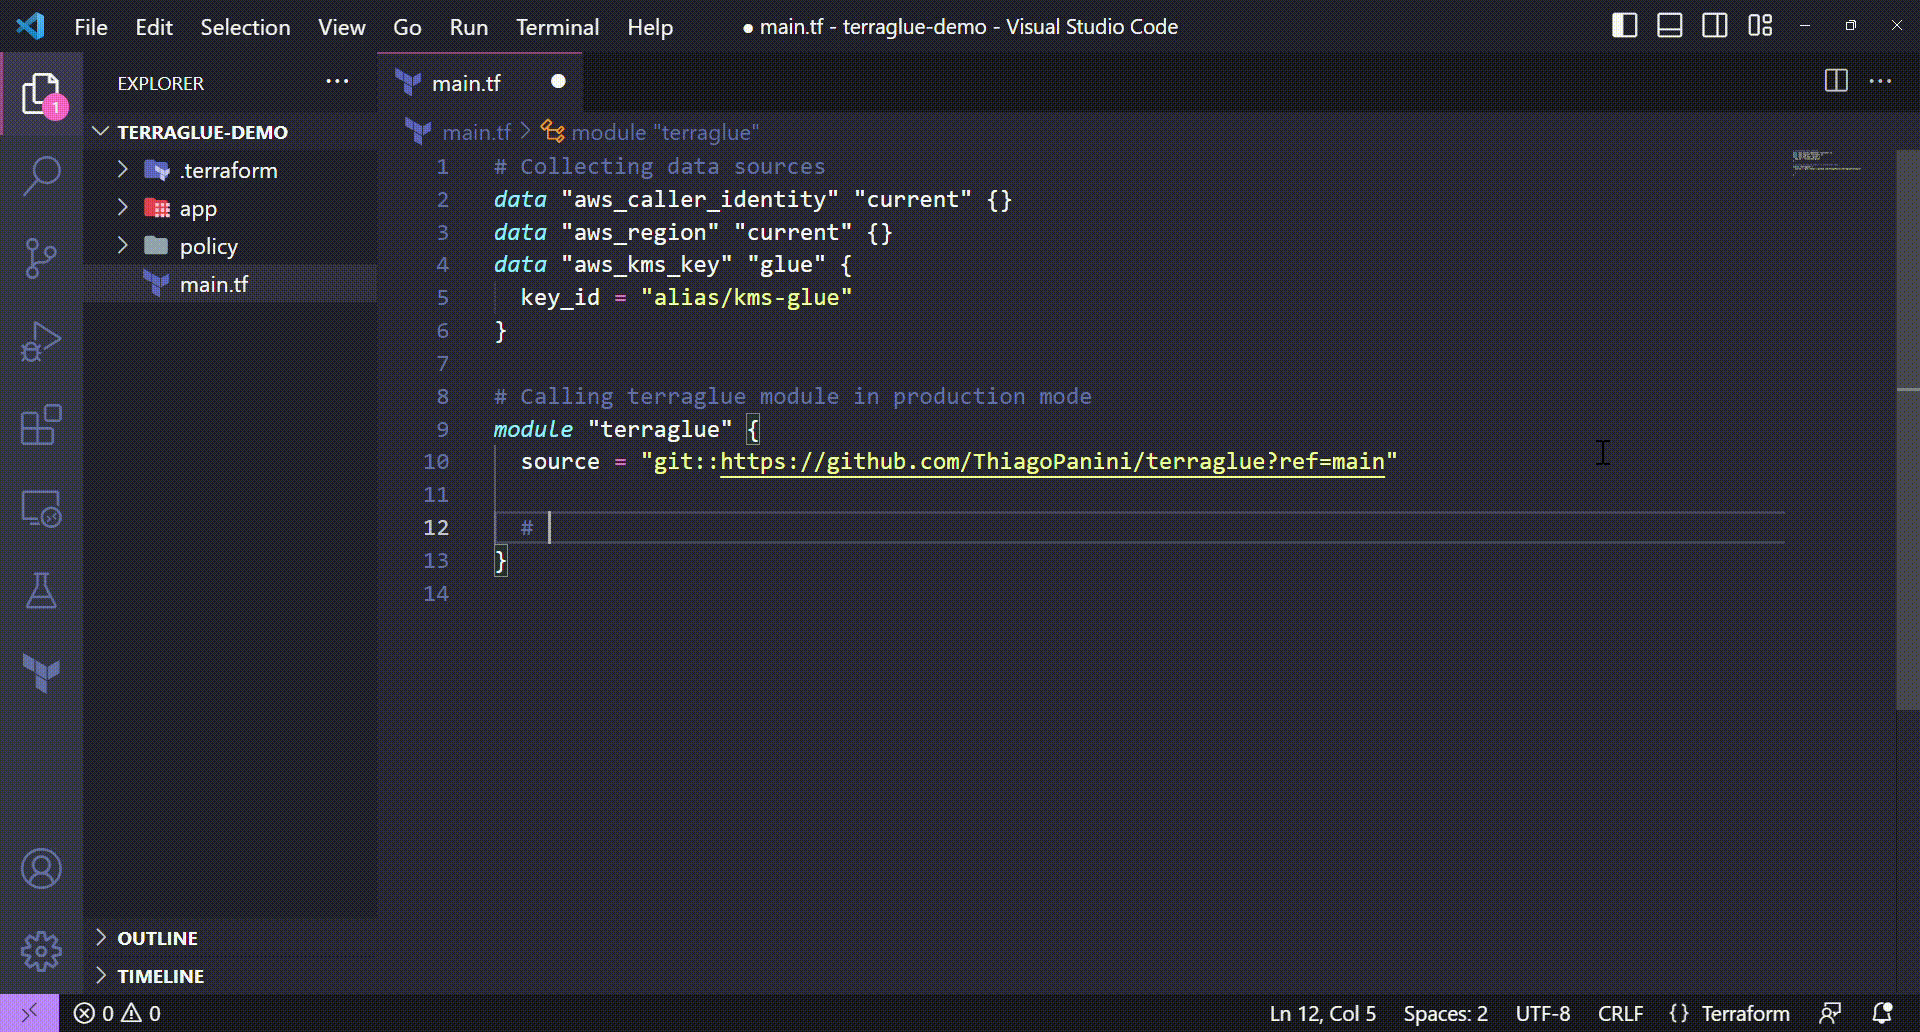 File Edit Selection View Go Run Terminal Help ● main.tf - terraglue-demo - Visual Studio Code
EXPLORER ···
main.tf
1
TERRAGLUE-DEMO
main.tf > module "terraglue"
.terraform
app
policy
main.tf
1 # Collecting data sources
2 data "aws_caller_identity" "current" {}
3 data "aws_region" "current" {}
4 data "aws_kms_key" "glue" {
5 key_id = "alias/kms-glue"
6 }
7
8 # Calling terraglue module in production mode
9 module "terraglue" {
10 source = "git::https://github.com/ThiagoPanini/terraglue?ref=main"
11
12 #
13 }
14
OUTLINE
TIMELINE
0 0 Ln 12, Col 5 Spaces: 2 UTF-8 CRLF {} Terraform